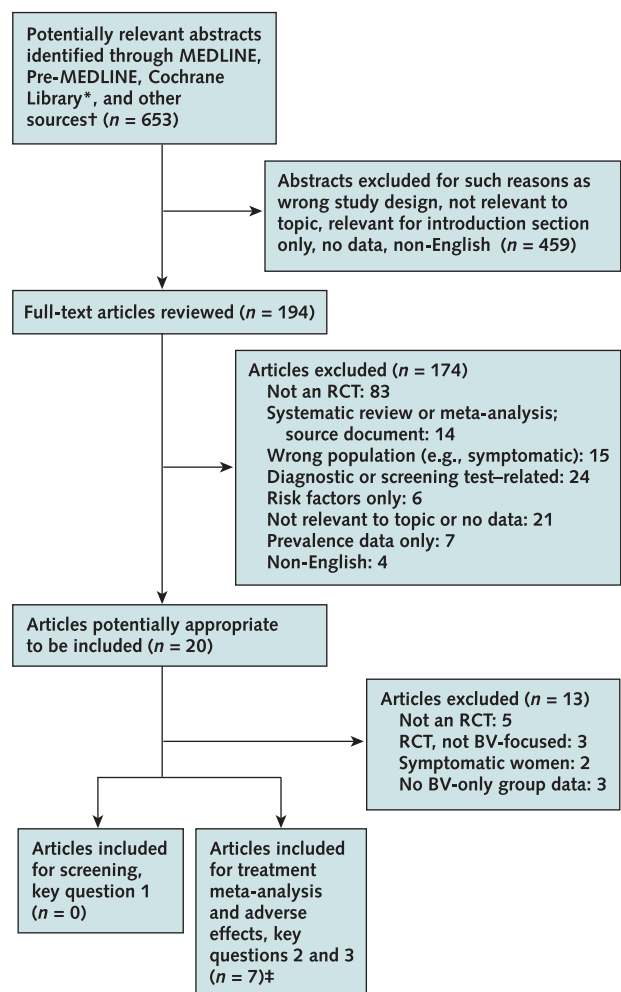 Potentially relevant abstracts
identified through MEDLINE,
Pre-MEDLINE, Cochrane
Library*, and other
sources† (n = 653)
Abstracts excluded for such reasons as
wrong study design, not relevant to
topic, relevant for introduction section
only, no data, non-English (n = 459)
Full-text articles reviewed (n = 194)
Articles excluded (n = 174)
Not an RCT: 83
Systematic review or meta-analysis;
source document: 14
Wrong population (e.g., symptomatic): 15
Diagnostic or screening test–related: 24
Risk factors only: 6
Not relevant to topic or no data: 21
Prevalence data only: 7
Non-English: 4
Articles potentially appropriate
to be included (n = 20)
Articles excluded (n = 13)
Not an RCT: 5
RCT, not BV-focused: 3
Symptomatic women: 2
No BV-only group data: 3
Articles included
for screening,
key question 1
(n = 0)
Articles included
for treatment
meta-analysis
and adverse
effects, key
questions 2 and 3
(n = 7)‡